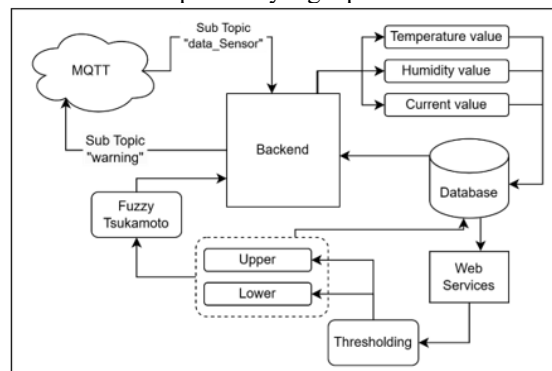 Sub Topic
"data_Sensor"
MQTT
Temperature value
Humidity value
Current value
Sub Topic
"warning"
Backend
Database
Fuzzy
Tsukamoto
Upper
Lower
Web
Services
Thresholding